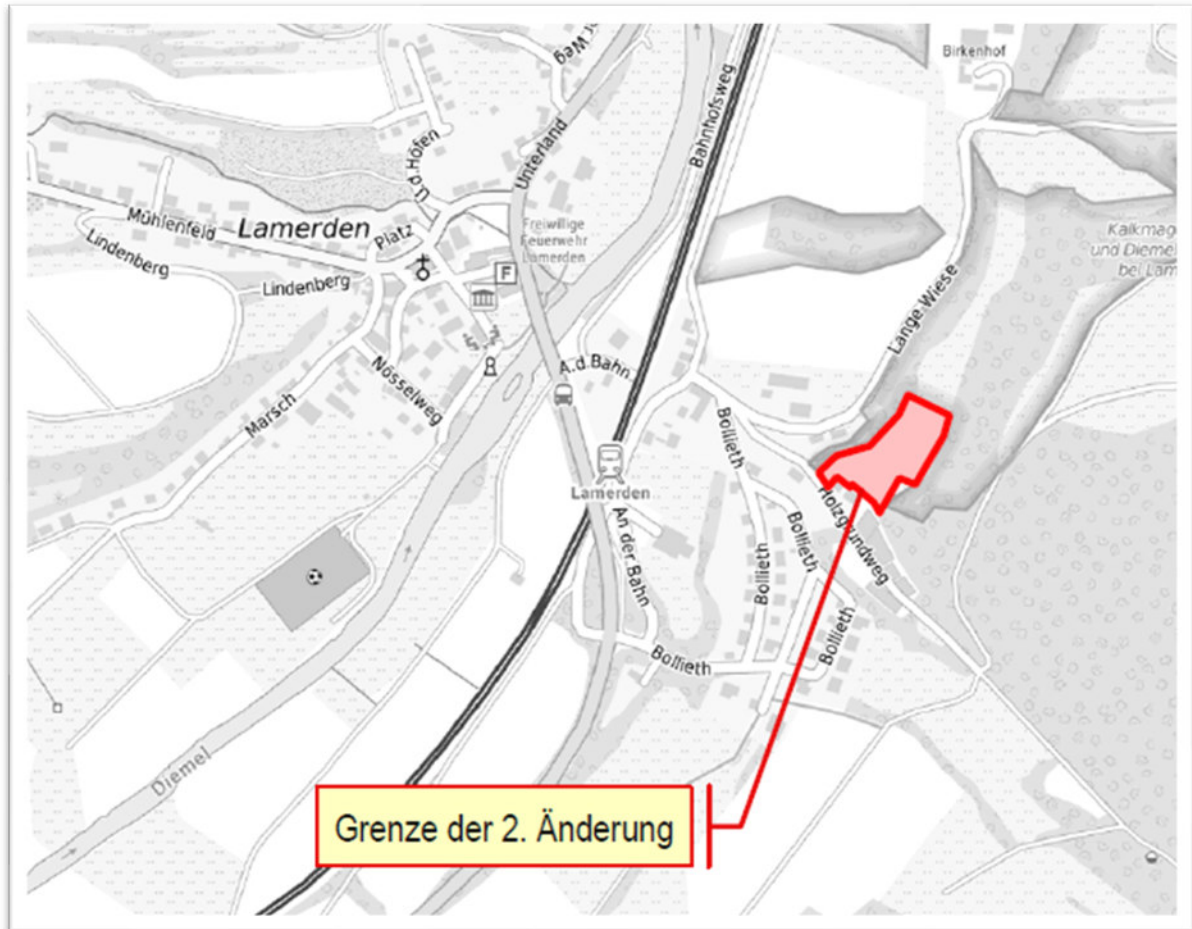 Birkenhof
Weg
Bahnhofsweg
Unterland
U.d.Höfen
Mühlenfeld
Lamerden
Platz
Freiwillige
Feuerwehr
Lamerden
F
Lindenberg
Lindenberg
Kalkmag
und Diemel
bei Lam
Lange Wiese
A.d.Bahn
Nösselweg
Marsch
Bollieth
Lamerden
Holzgrundweg
An der Bahn
Bollieth
Bollieth
Bollieth
Bollieth
Diemel
Grenze der 2. Änderung